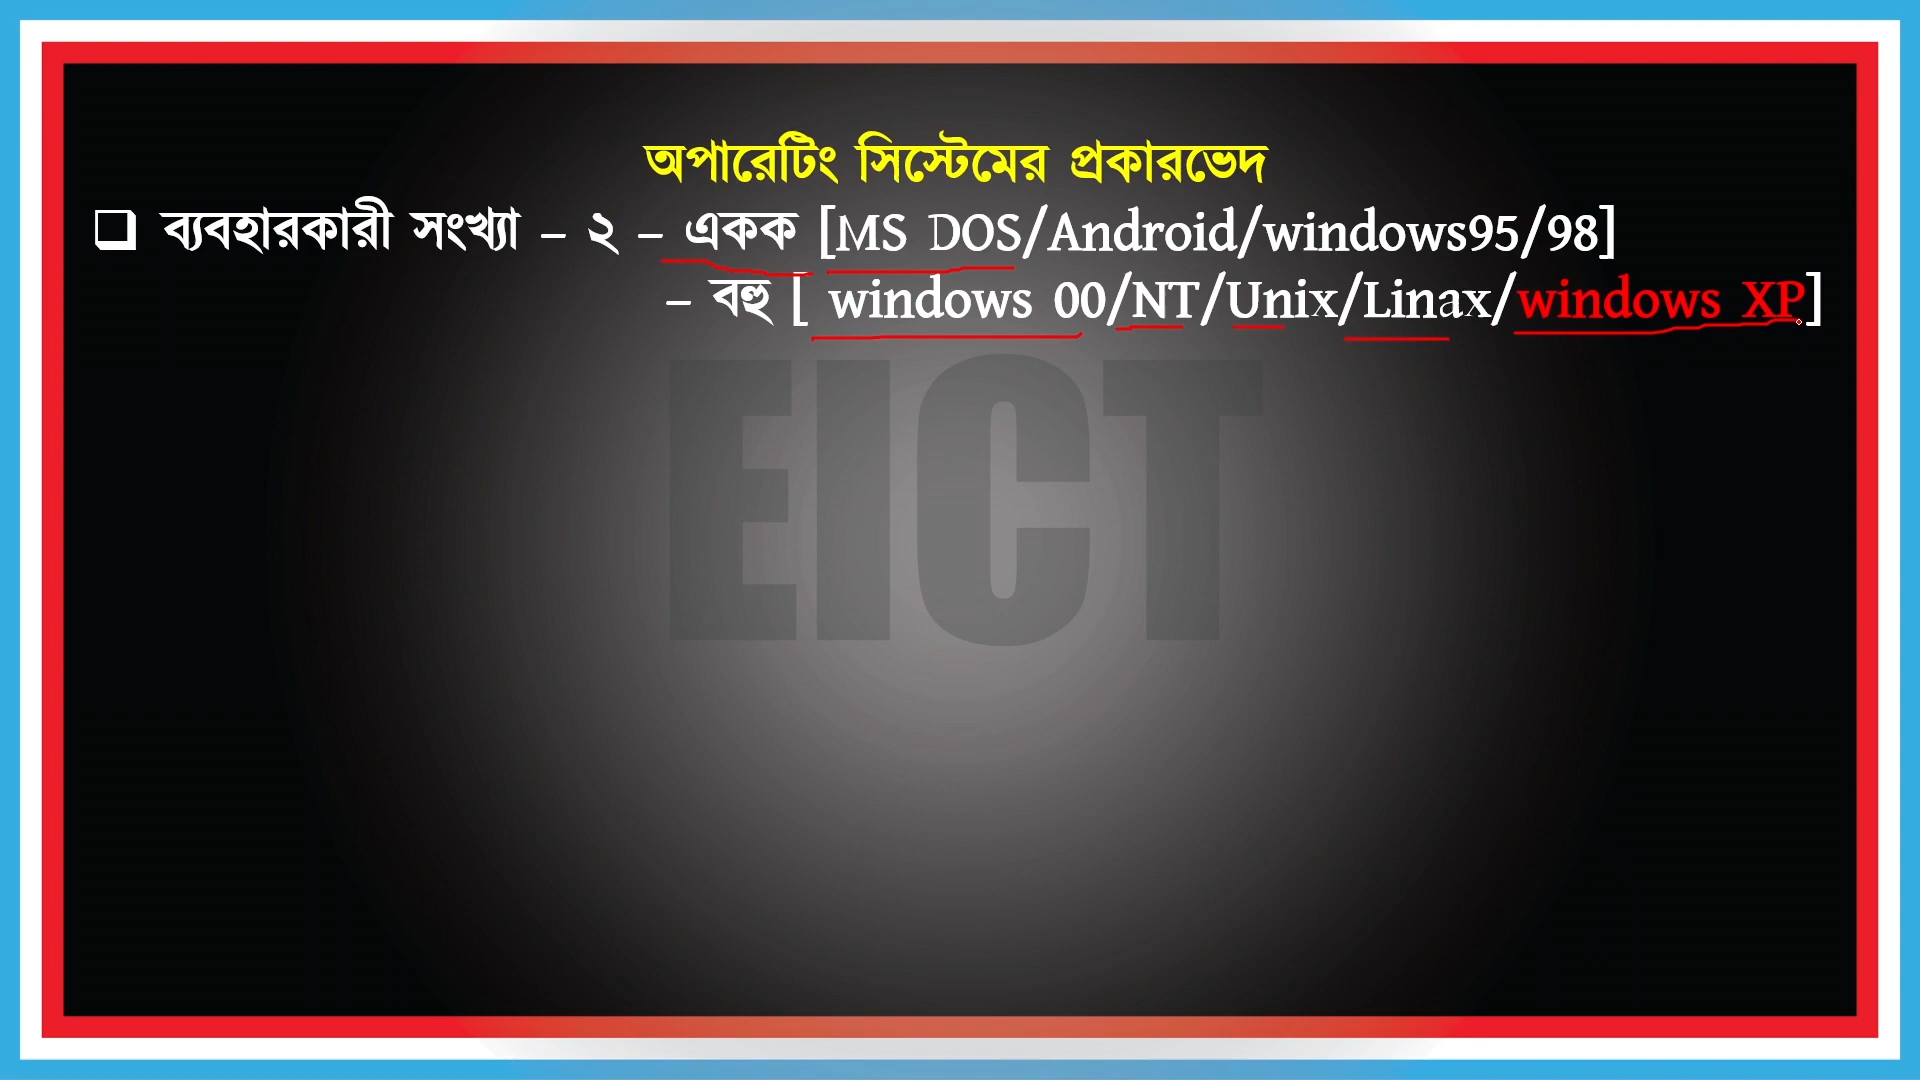 অপারেটিং সিস্টেমের প্রকারভেদ
❑ ব্যবহারকারী সংখ্যা – ২ – একক [MS DOS/Android/windows95/98]
– বহু [ windows 00/NT/Unix/Linax/windows XP]
EICT